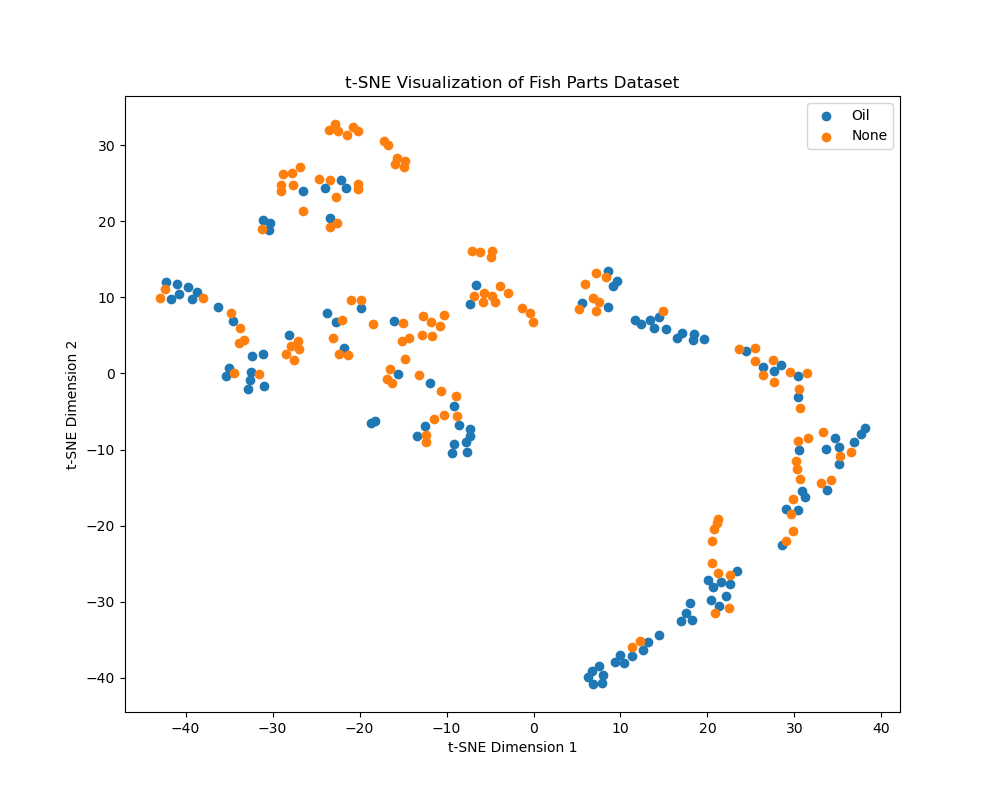 t-SNE Visualization of Fish Parts Dataset
Oil
None
30
20
10
0
−10
−20
−30
−40
t-SNE Dimension 2
−40 −30 −20 −10 0 10 20 30 40
t-SNE Dimension 1